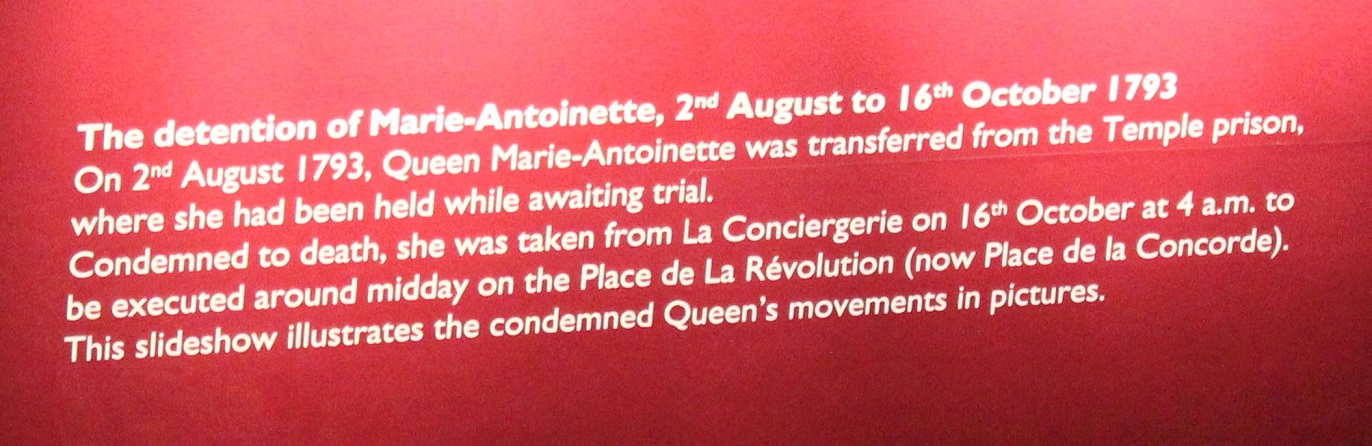 The detention of Marie-Antoinette, 2nd August to 16th October 1793
On 2nd August 1793, Queen Marie-Antoinette was transferred from the Temple prison,
where she had been held while awaiting trial.
Condemned to death, she was taken from La Conciergerie on 16th October at 4 a.m. to
be executed around midday on the Place de La Révolution (now Place de la Concorde).
This slideshow illustrates the condemned Queen's movements in pictures.